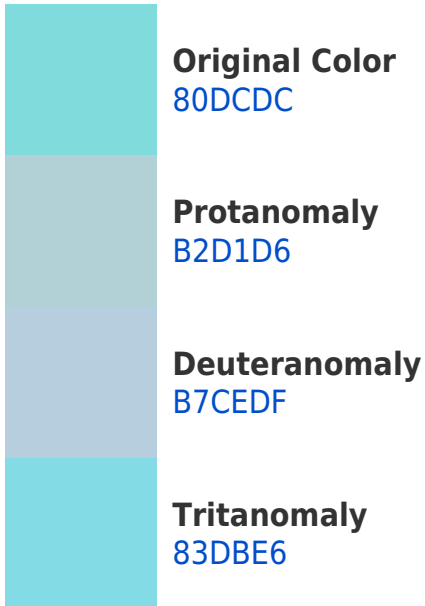 Original Color
80DCDC
Protanomaly
B2D1D6
Deuteranomaly
B7CEDF
Tritanomaly
83DBE6